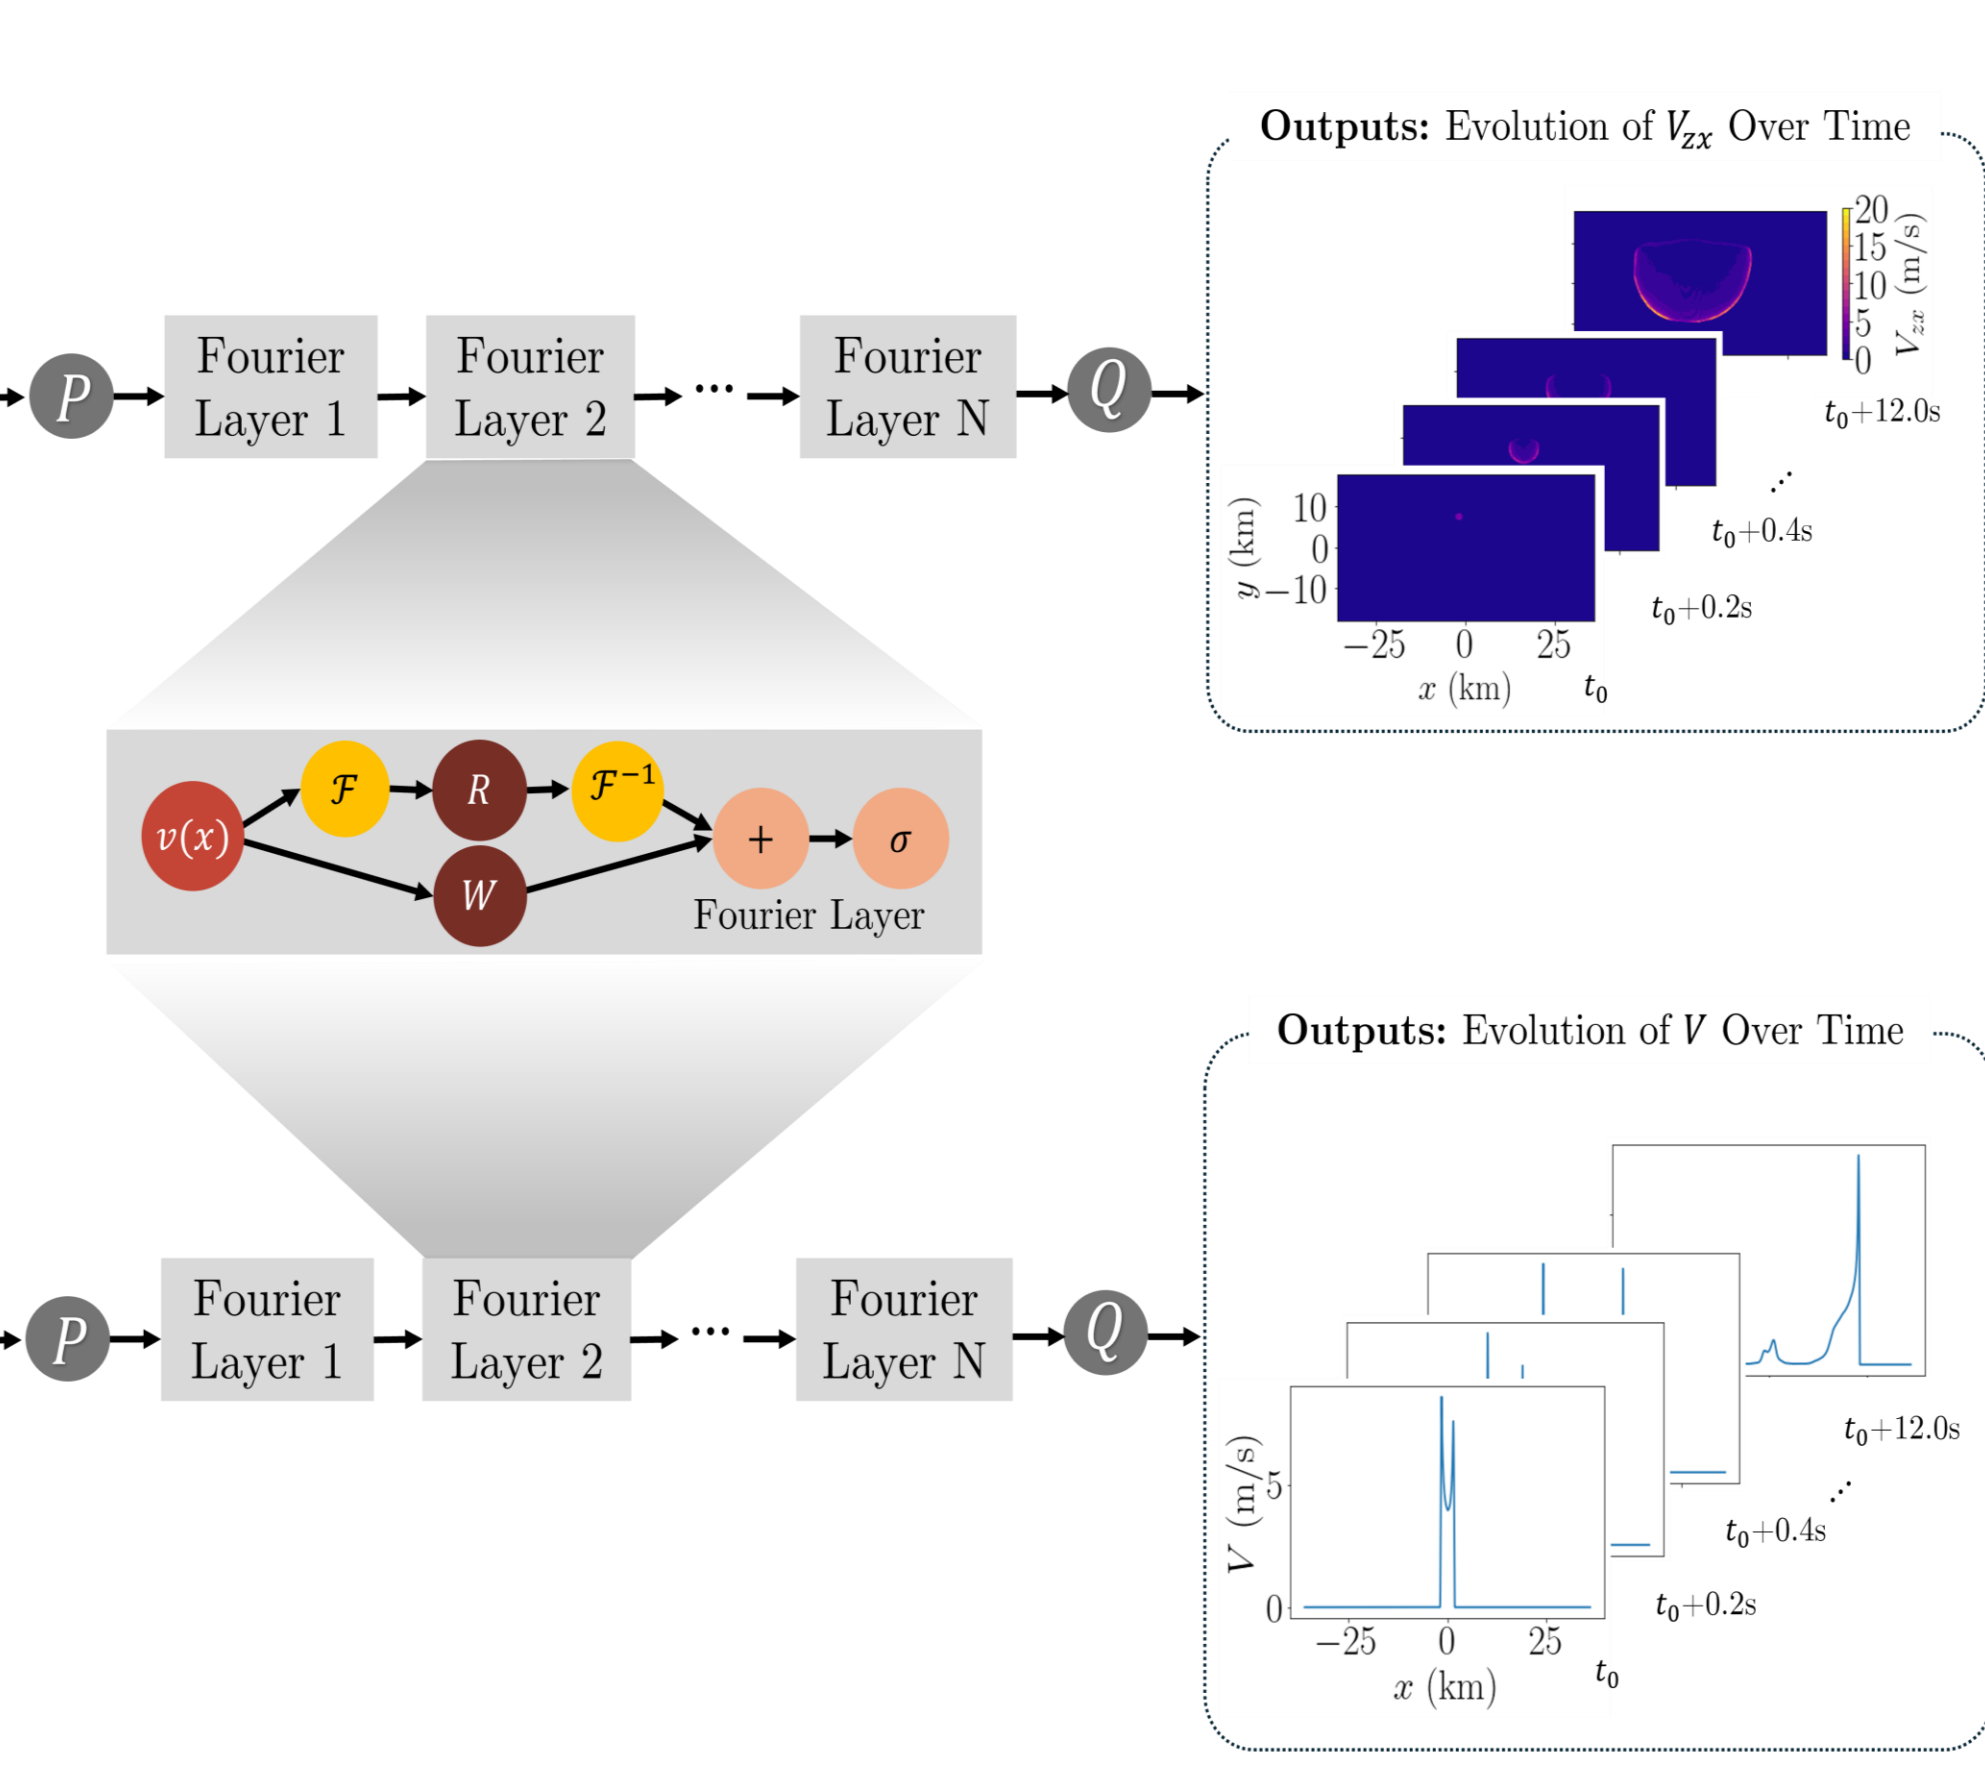 Outputs: Evolution of V_zx Over Time
20
15
10
5
0
V_zx (m/s)
P
Fourier
Layer 1
Fourier
Layer 2
...
Fourier
Layer N
Q
t_0+12.0s
...
t_0+0.4s
t_0+0.2s
10
0
−10
y (km)
−25 0 25
x (km)
t_0
v(x)
ℱ
R
ℱ⁻¹
W
+
σ
Fourier Layer
Outputs: Evolution of V Over Time
P
Fourier
Layer 1
Fourier
Layer 2
...
Fourier
Layer N
Q
t_0+12.0s
...
t_0+0.4s
t_0+0.2s
5
0
V (m/s)
−25 0 25
x (km)
t_0